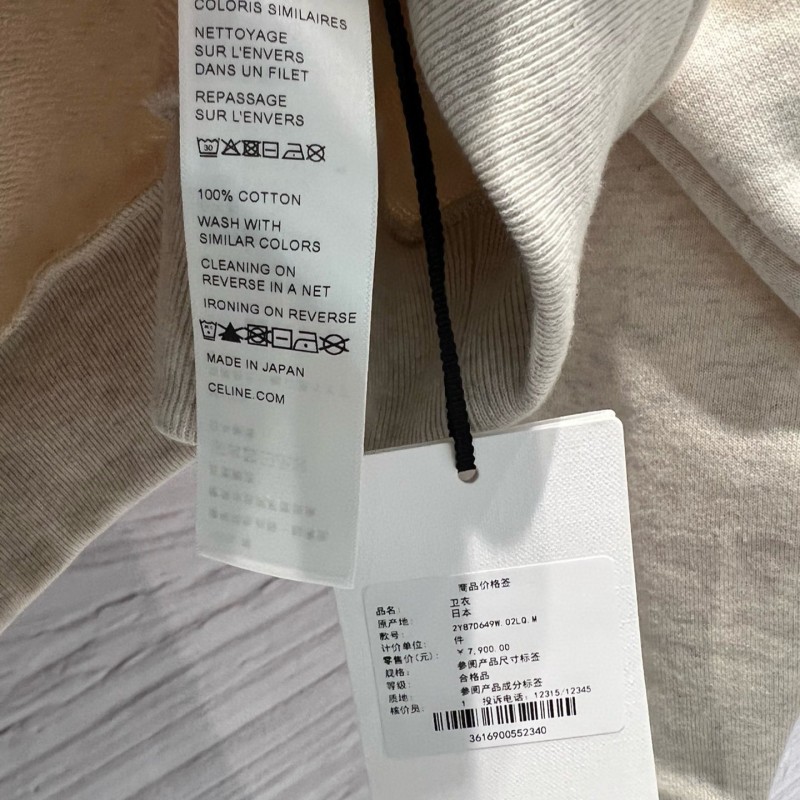 COLORIS SIMILAIRES
NETTOYAGE
SUR L'ENVERS
DANS UN FILET
REPASSAGE
SUR L'ENVERS
30
100% COTTON
WASH WITH
SIMILAR COLORS
CLEANING ON
REVERSE IN A NET
IRONING ON REVERSE
MADE IN JAPAN
CELINE.COM
商品价格签
品名: 卫衣
原产地: 日本
款号: 2Y87D649W.02LQ.M
计价单位: 件
零售价(元): ¥ 7,900.00
规格: 参阅产品尺寸标签
等级: 合格品
质地: 参阅产品成分标签
核价员: 1 投诉电话: 12315/12345
3616900552340